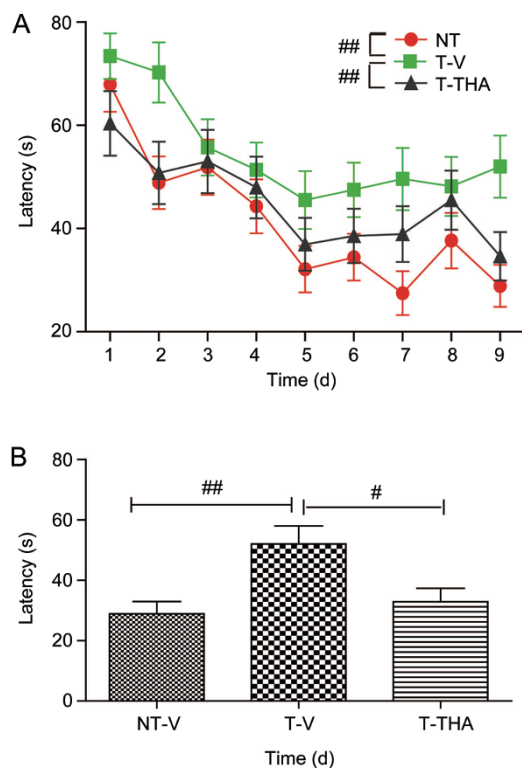 A
80
60
40
20
Latency (s)
## NT
T-V
## T-THA
1 2 3 4 5 6 7 8 9
Time (d)
B
80
60
40
20
0
Latency (s)
##
#
NT-V T-V T-THA
Time (d)